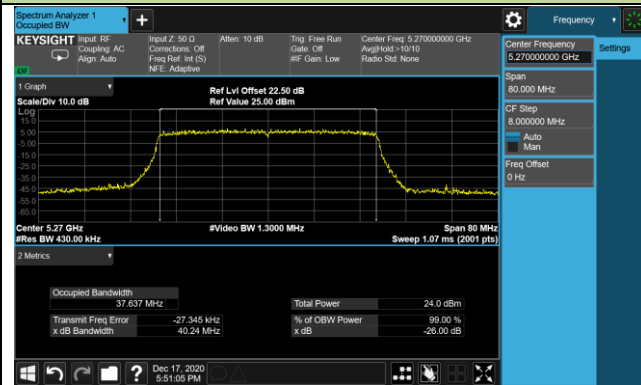 Spectrum Analyzer 1
Occupied BW
Frequency
KEYSIGHT
Input: RF
Coupling: AC
Align: Auto
Input Z: 50 Ω
Corrections: Off
Freq Ref: Int (S)
NFE: Adaptive
Atten: 10 dB
Trig: Free Run
Gate: Off
#IF Gain: Low
Center Freq: 5.270000000 GHz
Avg|Hold:>10/10
Radio Std: None
Center Frequency
5.270000000 GHz
Settings
Span
80.000 MHz
CF Step
8.000000 MHz
Auto
Man
Freq Offset
0 Hz
1 Graph
Scale/Div 10.0 dB
Ref Lvl Offset 22.50 dB
Ref Value 25.00 dBm
Log
15.0
5.00
-5.00
-15.0
-25.0
-35.0
-45.0
-55.0
-65.0
Center 5.27 GHz
#Video BW 1.3000 MHz
Span 80 MHz
#Res BW 430.00 kHz
Sweep 1.07 ms (2001 pts)
2 Metrics
Occupied Bandwidth
37.637 MHz
Total Power 24.0 dBm
Transmit Freq Error -27.345 kHz
% of OBW Power 99.00 %
x dB Bandwidth 40.24 MHz
x dB -26.00 dB
?
Dec 17, 2020
5:51:05 PM